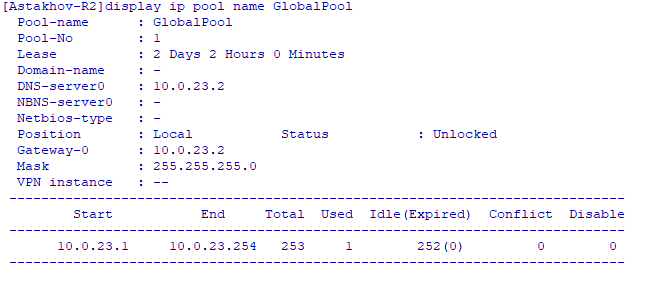 [Astakhov-R2]display ip pool name GlobalPool
Pool-name : GlobalPool
Pool-No : 1
Lease : 2 Days 2 Hours 0 Minutes
Domain-name : -
DNS-server0 : 10.0.23.2
NBNS-server0 : -
Netbios-type : -
Position : Local Status : Unlocked
Gateway-0 : 10.0.23.2
Mask : 255.255.255.0
VPN instance : --
-----------------------------------------------------------------------------
Start End Total Used Idle(Expired) Conflict Disable
-----------------------------------------------------------------------------
10.0.23.1 10.0.23.254 253 1 252(0) 0 0
-----------------------------------------------------------------------------